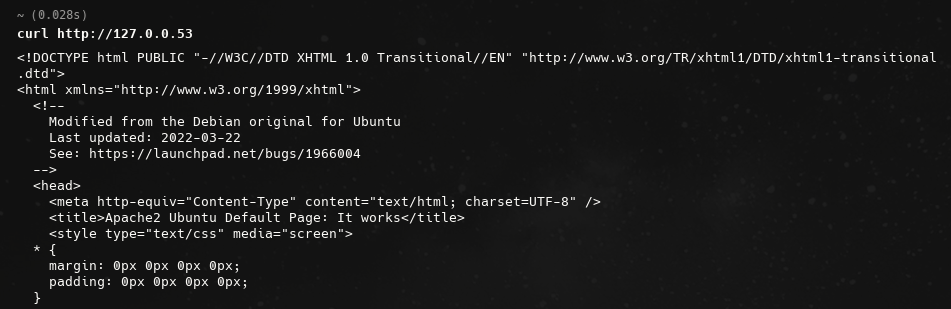 ~ (0.028s)
curl http://127.0.0.53
<!DOCTYPE html PUBLIC "-//W3C//DTD XHTML 1.0 Transitional//EN" "http://www.w3.org/TR/xhtml1/DTD/xhtml1-transitional
.dtd">
<html xmlns="http://www.w3.org/1999/xhtml">
  <!--
    Modified from the Debian original for Ubuntu
    Last updated: 2022-03-22
    See: https://launchpad.net/bugs/1966004
  -->
  <head>
    <meta http-equiv="Content-Type" content="text/html; charset=UTF-8" />
    <title>Apache2 Ubuntu Default Page: It works</title>
    <style type="text/css" media="screen">
  * {
    margin: 0px 0px 0px 0px;
    padding: 0px 0px 0px 0px;
  }